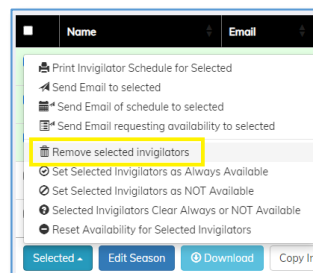 Name Email
Print Invigilator Schedule for Selected
Send Email to selected
Send Email of schedule to selected
Send Email requesting availability to selected
Remove selected invigilators
Set Selected Invigilators as Always Available
Set Selected Invigilators as NOT Available
Selected Invigilators Clear Always or NOT Available
Reset Availability for Selected Invigilators
Selected Edit Season Download Copy